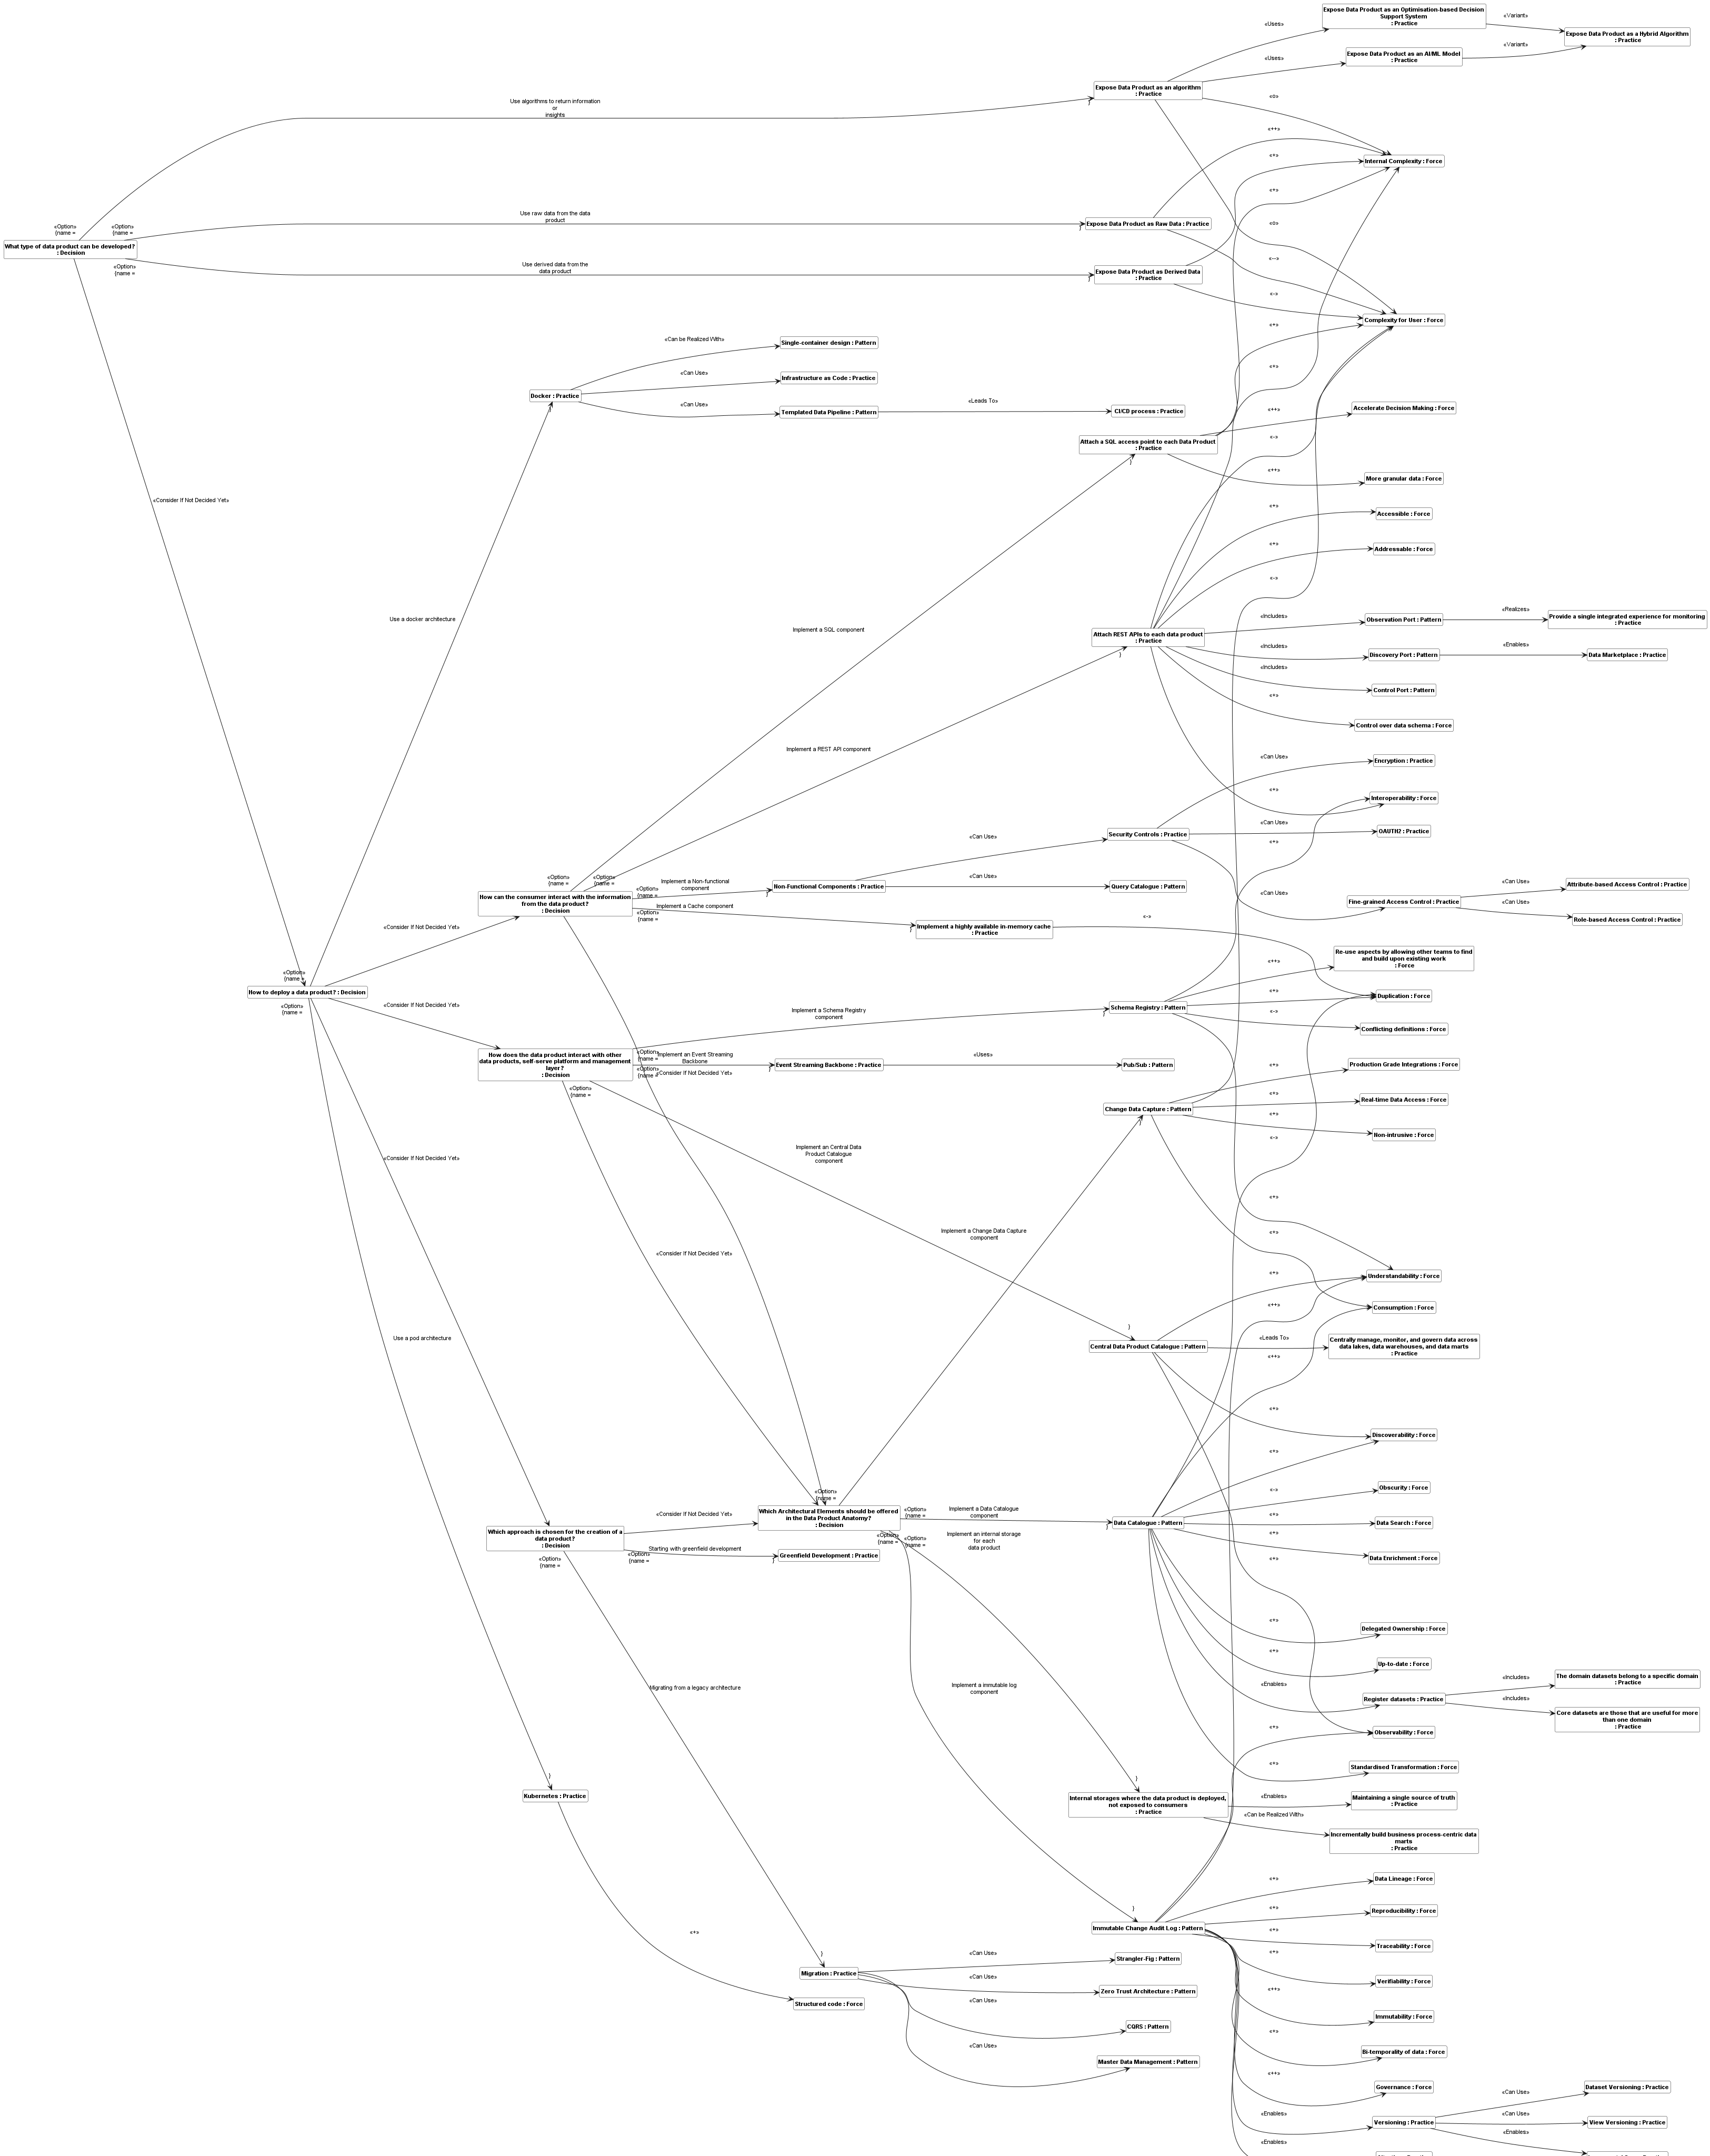 Expose Data Product as an Optimisation-based Decision
Support System
: Practice
«Variant»
«Uses»
Expose Data Product as a Hybrid Algorithm
: Practice
«Variant»
Expose Data Product as an AI/ML Model
: Practice
«Uses»
Expose Data Product as an algorithm
: Practice
}
Use algorithms to return information
or
insights
«o»
«++»
«+»
Internal Complexity : Force
«+»
Use raw data from the data
product
Expose Data Product as Raw Data : Practice
}
«o»
«Option»
{name =
«Option»
{name =
What type of data product can be developed?
: Decision
«Option»
{name =
Use derived data from the
data product
Expose Data Product as Derived Data
: Practice
}
«--»
«-»
Complexity for User : Force
«+»
«Can be Realized With»
Single-container design : Pattern
«+»
«Can Use»
Infrastructure as Code : Practice
Docker : Practice
}
«Can Use»
Templated Data Pipeline : Pattern
«Leads To»
CI/CD process : Practice
«++»
Accelerate Decision Making : Force
Attach a SQL access point to each Data Product
: Practice
}
«-»
«++»
More granular data : Force
«Consider If Not Decided Yet»
«+»
Accessible : Force
«+»
Addressable : Force
«-»
Use a docker architecture
Implement a SQL component
«Includes»
Observation Port : Pattern
«Realizes»
Provide a single integrated experience for monitoring
: Practice
Attach REST APIs to each data product
: Practice
}
«Includes»
Discovery Port : Pattern
«Enables»
Data Marketplace : Practice
«Includes»
Control Port : Pattern
«+»
Control over data schema : Force
Implement a REST API component
«Can Use»
Encryption : Practice
«+»
Interoperability : Force
«Can Use»
OAUTH2 : Practice
Security Controls : Practice
«Can Use»
«+»
«Option»
{name =
«Option»
{name =
How can the consumer interact with the information
from the data product?
: Decision
«Option»
{name =
Implement a Non-functional
component
Non-Functional Components : Practice
}
«Can Use»
Query Catalogue : Pattern
«Can Use»
Fine-grained Access Control : Practice
«Can Use»
Attribute-based Access Control : Practice
«Can Use»
Role-based Access Control : Practice
Implement a Cache component
«Option»
{name =
Implement a highly available in-memory cache
: Practice
}
«-»
«Consider If Not Decided Yet»
Re-use aspects by allowing other teams to find
and build upon existing work
: Force
«++»
«Option»
{name =
How to deploy a data product? : Decision
«Option»
{name =
«Consider If Not Decided Yet»
Implement a Schema Registry
component
Schema Registry : Pattern
}
«+»
Duplication : Force
«-»
Conflicting definitions : Force
How does the data product interact with other
data products, self-serve platform and management
layer?
: Decision
«Option»
{name =
Implement an Event Streaming
Backbone
«Option»
{name =
«Consider If Not Decided Yet»
«Option»
{name =
Event Streaming Backbone : Practice
}
«Uses»
Pub/Sub : Pattern
«++»
Production Grade Integrations : Force
«+»
Real-time Data Access : Force
Change Data Capture : Pattern
}
«+»
Non-intrusive : Force
«-»
Implement an Central Data
Product Catalogue
component
«Consider If Not Decided Yet»
Implement a Change Data Capture
component
«+»
«+»
«Consider If Not Decided Yet»
«+»
Understandability : Force
«++»
Consumption : Force
Use a pod architecture
}
Central Data Product Catalogue : Pattern
«Leads To»
Centrally manage, monitor, and govern data across
data lakes, data warehouses, and data marts
: Practice
«++»
«+»
Discoverability : Force
«+»
«-»
Obscurity : Force
«Option»
{name =
Which Architectural Elements should be offered
in the Data Product Anatomy?
: Decision
«Option»
{name =
Implement a Data Catalogue
component
Data Catalogue : Pattern
}
«+»
Data Search : Force
«Consider If Not Decided Yet»
Which approach is chosen for the creation of a
data product?
: Decision
«Option»
{name =
«Option»
{name =
Starting with greenfield development
Greenfield Development : Practice
}
«Option»
{name =
«Option»
{name =
Implement an internal storage
for each
data product
«++»
Data Enrichment : Force
«+»
«+»
Delegated Ownership : Force
«+»
Up-to-date : Force
«Enables»
Register datasets : Practice
«Includes»
The domain datasets belong to a specific domain
: Practice
«Includes»
Core datasets are those that are useful for more
than one domain
: Practice
Migrating from a legacy architecture
Implement a immutable log
component
«+»
Observability : Force
«+»
Standardised Transformation : Force
}
Kubernetes : Practice
}
Internal storages where the data product is deployed,
not exposed to consumers
: Practice
«Enables»
Maintaining a single source of truth
: Practice
«Can be Realized With»
Incrementally build business process-centric data
marts
: Practice
«+»
Data Lineage : Force
«+»
Reproducibility : Force
}
Immutable Change Audit Log : Pattern
«+»
Traceability : Force
«+»
«+»
Verifiability : Force
}
Migration : Practice
«Can Use»
Strangler-Fig : Pattern
«Can Use»
Zero Trust Architecture : Pattern
Structured code : Force
«Can Use»
CQRS : Pattern
«Can Use»
Master Data Management : Pattern
«++»
Immutability : Force
«+»
Bi-temporality of data : Force
«++»
Governance : Force
«Enables»
Versioning : Practice
«Can Use»
Dataset Versioning : Practice
«Can Use»
View Versioning : Practice
«Enables»
«Enables»